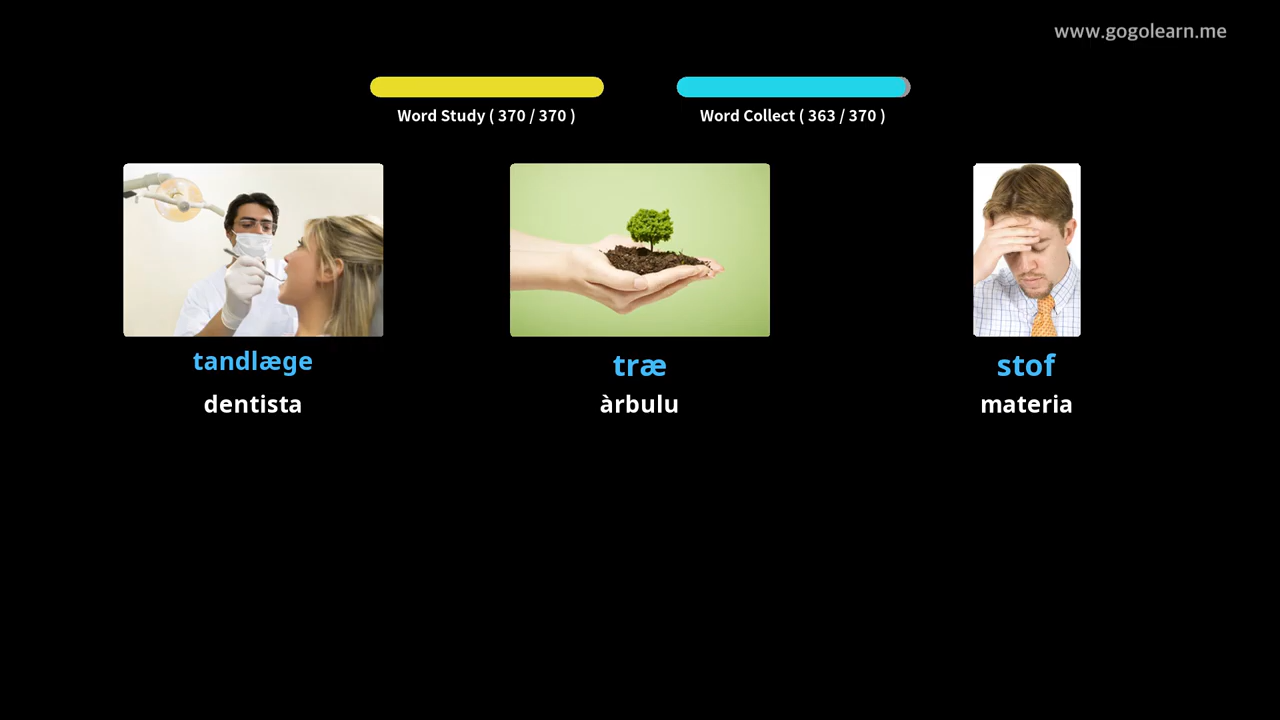 www.gogolearn.me
Word Study ( 370 / 370 )
Word Collect ( 363 / 370 )
tandlæge
træ
stof
dentista
àrbulu
materia